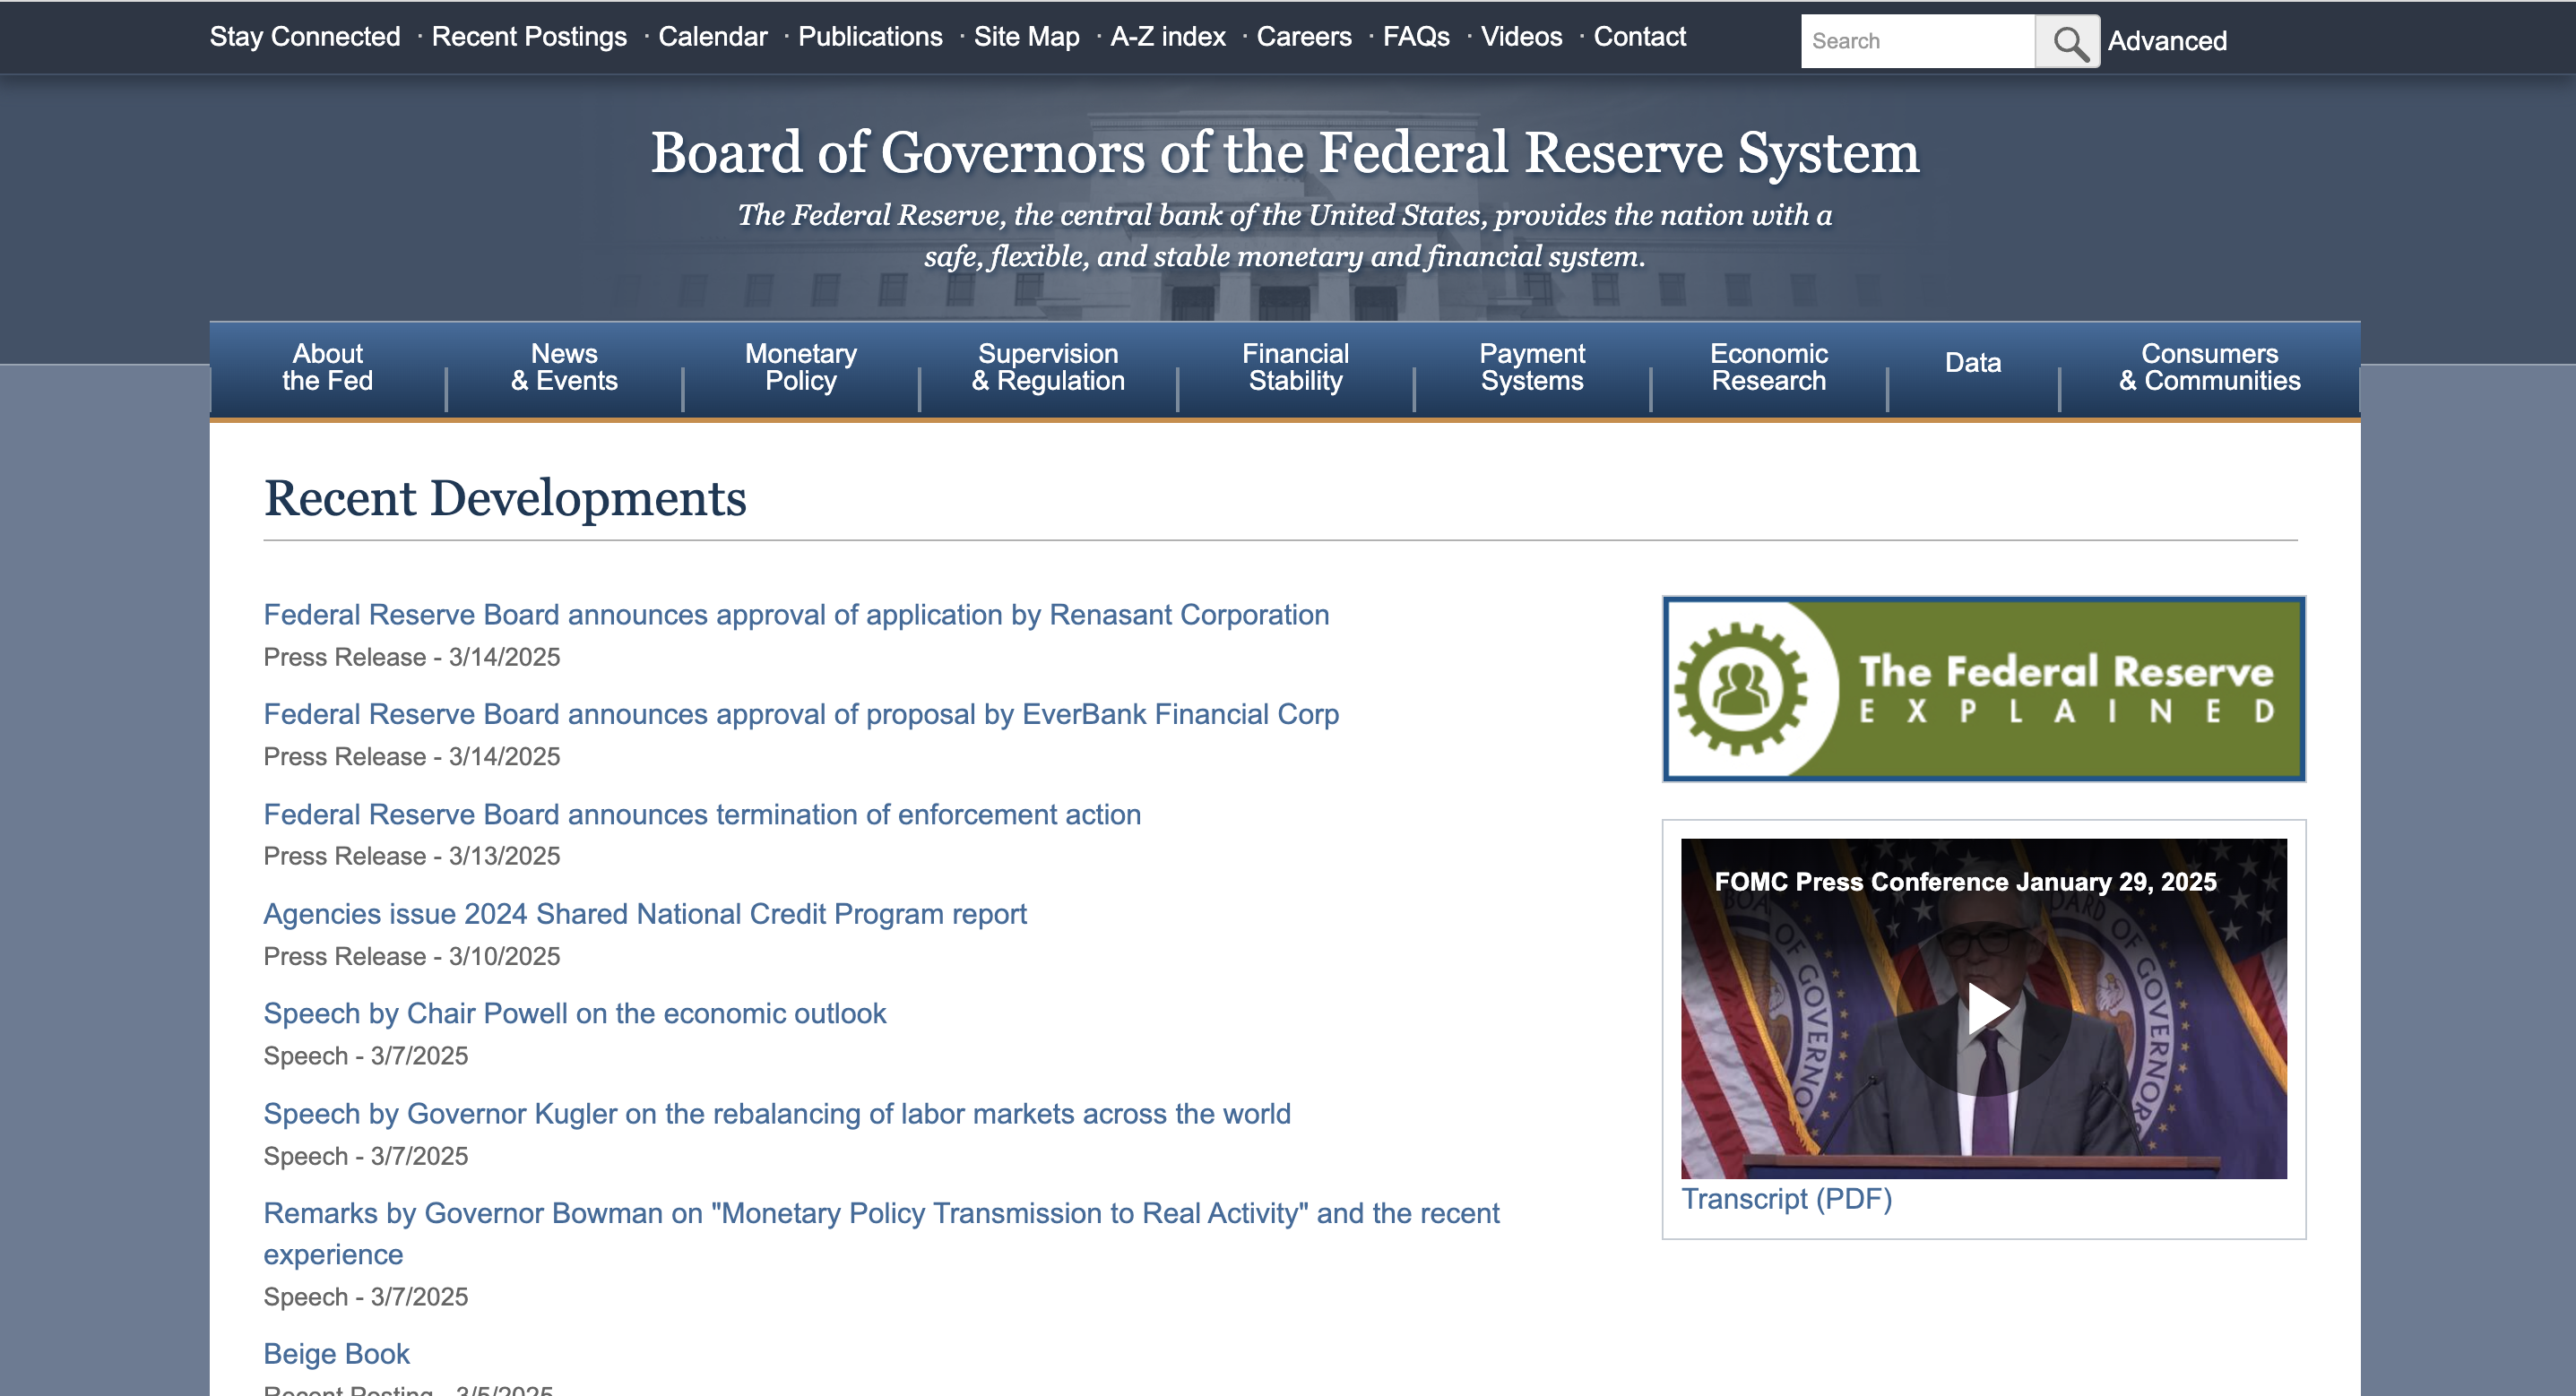 Stay Connected · Recent Postings · Calendar · Publications · Site Map · A-Z index · Careers · FAQs · Videos · Contact
Search
Advanced
Board of Governors of the Federal Reserve System
The Federal Reserve, the central bank of the United States, provides the nation with a
safe, flexible, and stable monetary and financial system.
About
the Fed
News
& Events
Monetary
Policy
Supervision
& Regulation
Financial
Stability
Payment
Systems
Economic
Research
Data
Consumers
& Communities
Recent Developments
Federal Reserve Board announces approval of application by Renasant Corporation
Press Release - 3/14/2025
Federal Reserve Board announces approval of proposal by EverBank Financial Corp
Press Release - 3/14/2025
Federal Reserve Board announces termination of enforcement action
Press Release - 3/13/2025
Agencies issue 2024 Shared National Credit Program report
Press Release - 3/10/2025
Speech by Chair Powell on the economic outlook
Speech - 3/7/2025
Speech by Governor Kugler on the rebalancing of labor markets across the world
Speech - 3/7/2025
Remarks by Governor Bowman on "Monetary Policy Transmission to Real Activity" and the recent
experience
Speech - 3/7/2025
Beige Book
Recent Posting - 3/5/2025
The Federal Reserve
EXPLAINED
FOMC Press Conference January 29, 2025
Transcript (PDF)